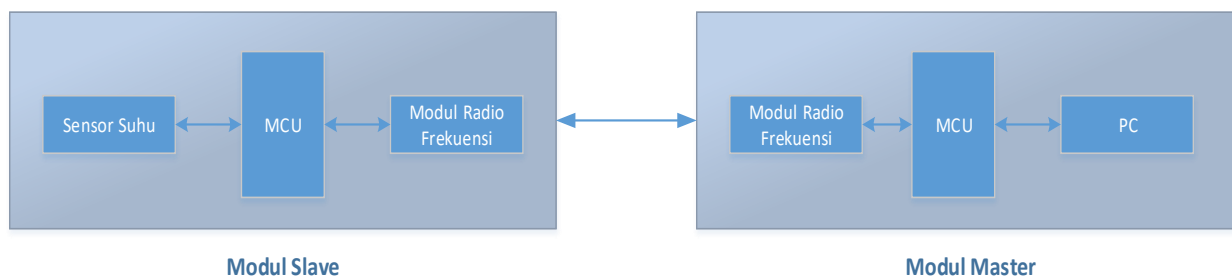 Sensor Suhu
MCU
Modul Radio
Frekuensi
Modul Radio
Frekuensi
MCU
PC
Modul Slave
Modul Master